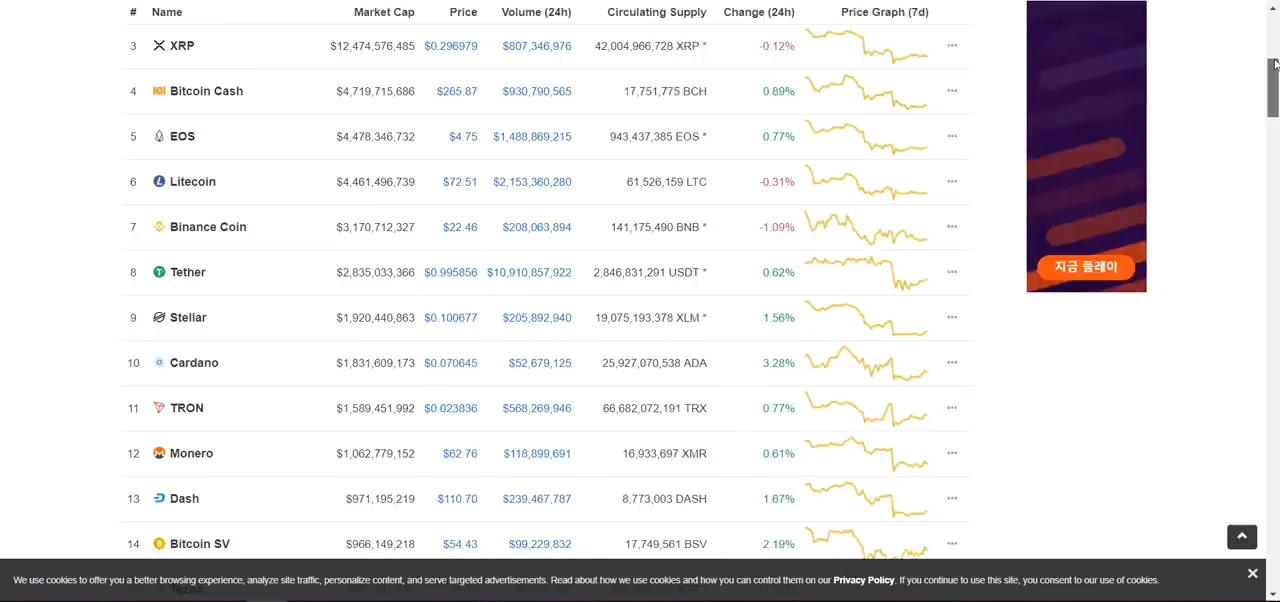 # Name Market Cap Price Volume (24h) Circulating Supply Change (24h) Price Graph (7d)
3 XRP $12,474,576,485 $0.296979 $807,346,976 42,004,966,728 XRP * -0.12%
4 Bitcoin Cash $4,719,715,686 $265.87 $930,790,565 17,751,775 BCH 0.89%
5 EOS $4,478,346,732 $4.75 $1,488,869,215 943,437,385 EOS * 0.77%
6 Litecoin $4,461,496,739 $72.51 $2,153,360,280 61,526,159 LTC -0.31%
7 Binance Coin $3,170,712,327 $22.46 $208,063,894 141,175,490 BNB * -1.09%
8 Tether $2,835,035,366 $0.995856 $10,910,857,922 2,846,831,291 USDT * 0.62%
9 Stellar $1,920,440,863 $0.100677 $205,892,940 19,075,193,378 XLM * 1.56%
10 Cardano $1,831,609,173 $0.070645 $52,679,125 25,927,070,538 ADA 3.28%
11 TRON $1,589,451,992 $0.023836 $568,269,946 66,682,072,191 TRX 0.77%
12 Monero $1,062,779,152 $62.76 $118,899,691 16,933,697 XMR 0.61%
13 Dash $971,195,219 $110.70 $239,467,787 8,773,003 DASH 1.67%
14 Bitcoin SV $966,149,218 $54.43 $99,229,832 17,749,561 BSV 2.19%
지금 플레이
We use cookies to offer you a better browsing experience, analyze site traffic, personalize content, and serve targeted advertisements. Read about how we use cookies and how you can control them on our Privacy Policy. If you continue to use this site, you consent to our use of cookies.